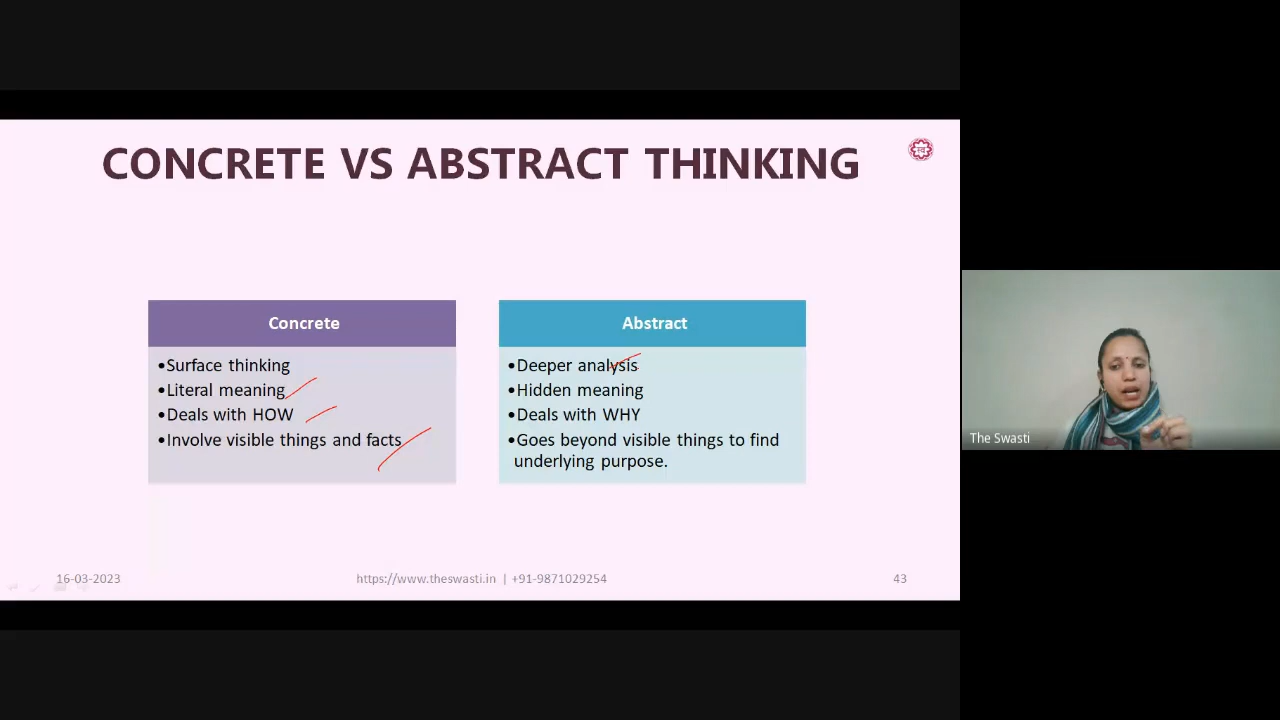 CONCRETE VS ABSTRACT THINKING
Concrete
•Surface thinking
•Literal meaning
•Deals with HOW
•Involve visible things and facts
Abstract
•Deeper analysis
•Hidden meaning
•Deals with WHY
•Goes beyond visible things to find
underlying purpose.
16-03-2023
https://www.theswasti.in | +91-9871029254
43
The Swasti